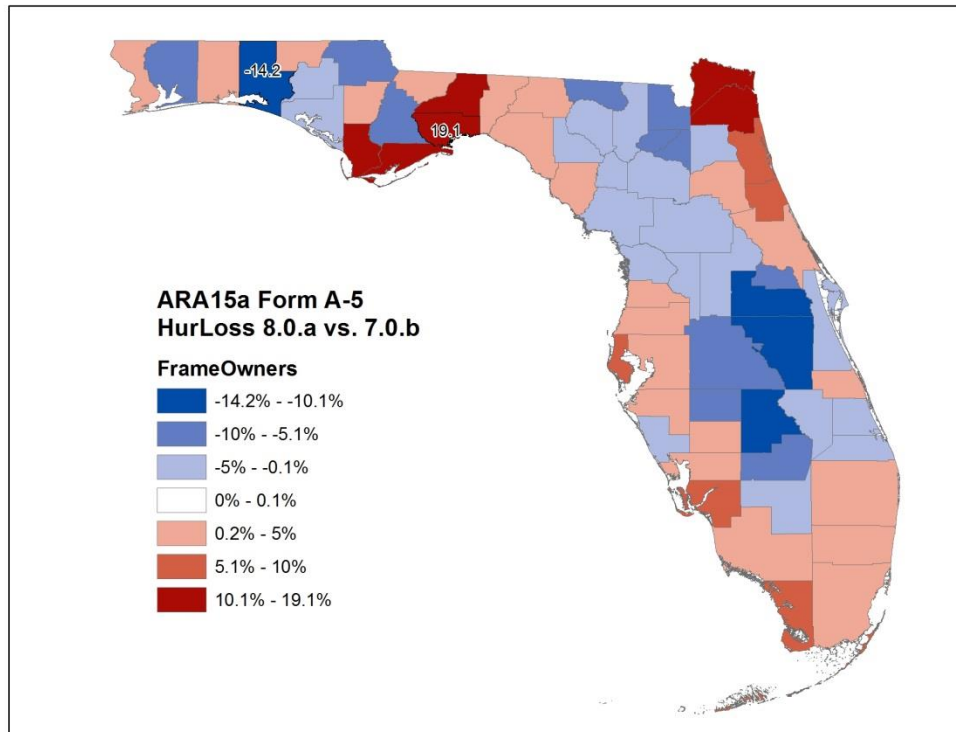 -14.2
19.1
ARA15a Form A-5
HurLoss 8.0.a vs. 7.0.b
FrameOwners
-14.2% - -10.1%
-10% - -5.1%
-5% - -0.1%
0% - 0.1%
0.2% - 5%
5.1% - 10%
10.1% - 19.1%